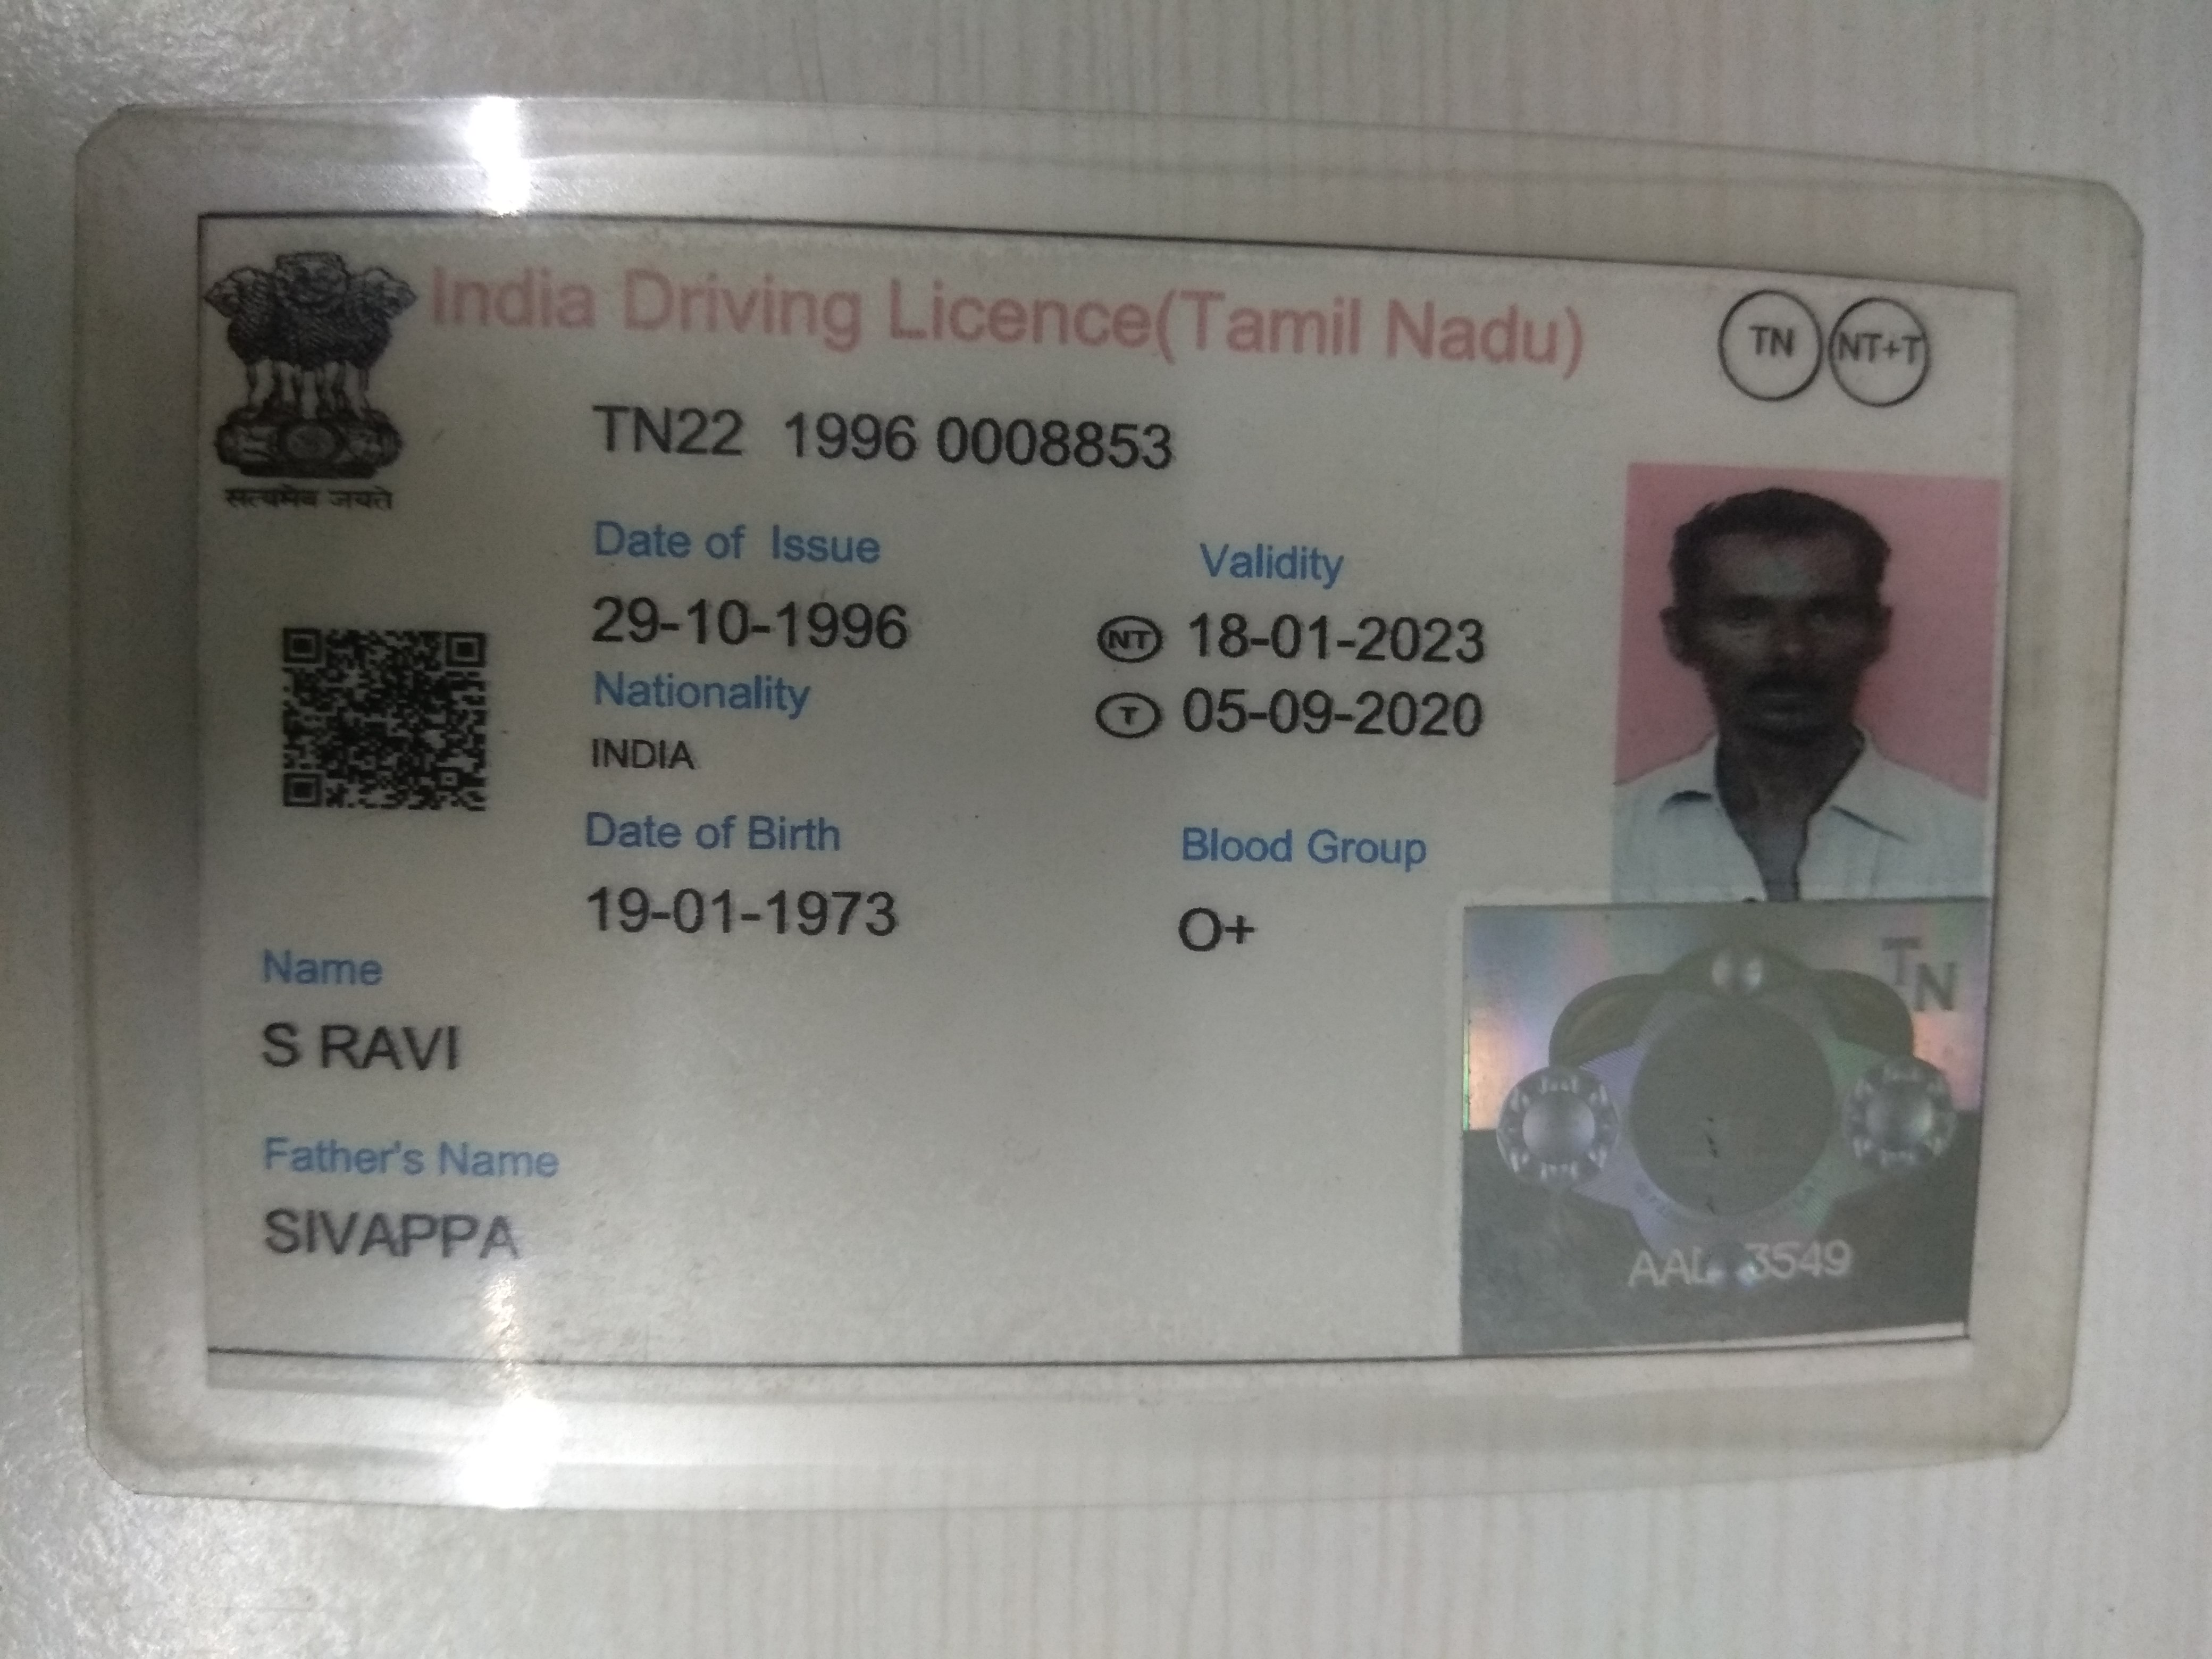 India Driving Licence(Tamil Nadu)
TN NT+T
TN22 1996 0008853
सत्यमेव जयते
Date of Issue Validity
29-10-1996 NT 18-01-2023
Nationality T 05-09-2020
INDIA
Date of Birth Blood Group
19-01-1973 O+
Name
S RAVI
Father's Name
SIVAPPA
TN
AAL 3549